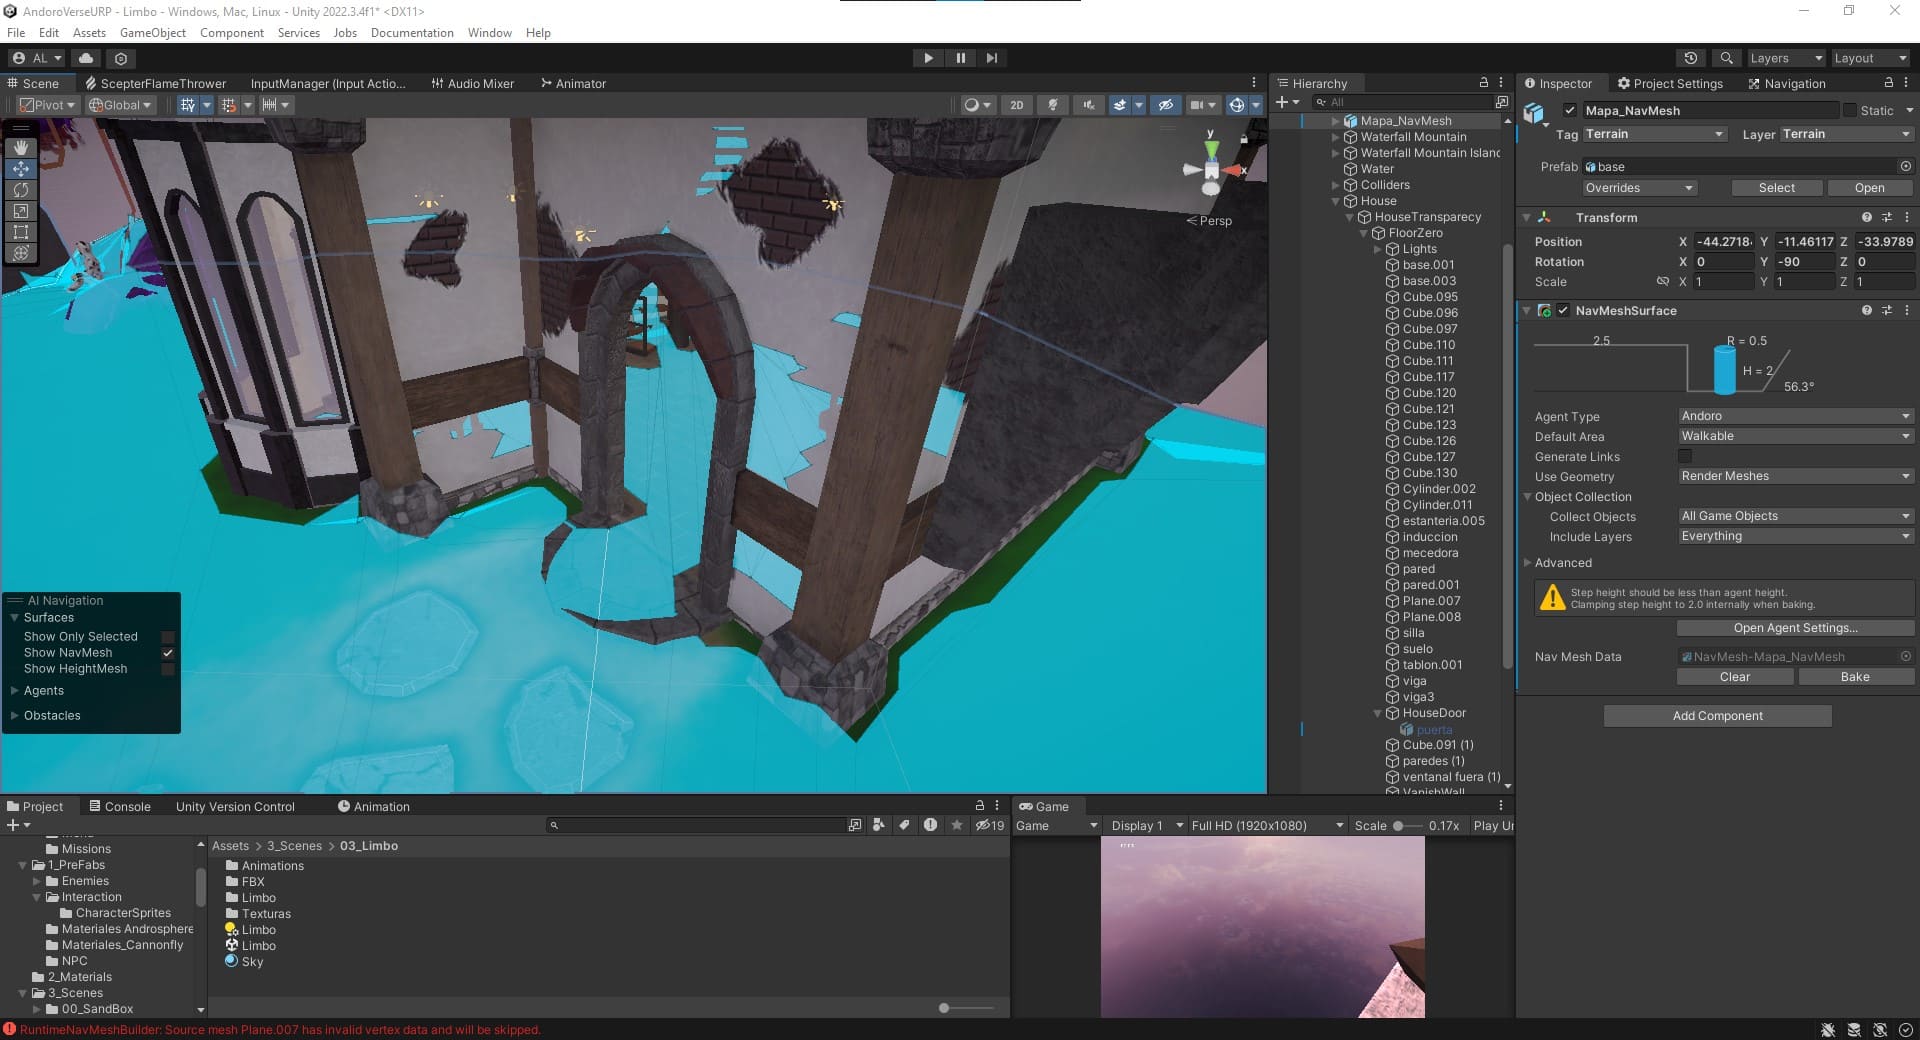 AndoroVerseURP - Limbo - Windows, Mac, Linux - Unity 2022.3.4f1* <DX11>
File Edit Assets GameObject Component Services Jobs Documentation Window Help
AL
Layers Layout
Scene ScepterFlameThrower InputManager (Input Actio... Audio Mixer Animator
Pivot Global 2D
y
x
Persp
AI Navigation
Surfaces
Show Only Selected
Show NavMesh
Show HeightMesh
Agents
Obstacles
Hierarchy
All
Mapa_NavMesh
Waterfall Mountain
Waterfall Mountain Islanc
Water
Colliders
House
HouseTransparecy
FloorZero
Lights
base.001
base.003
Cube.095
Cube.096
Cube.097
Cube.110
Cube.111
Cube.117
Cube.120
Cube.121
Cube.123
Cube.126
Cube.127
Cube.130
Cylinder.002
Cylinder.011
estanteria.005
induccion
mecedora
pared
pared.001
Plane.007
Plane.008
silla
suelo
tablon.001
viga
viga3
HouseDoor
puerta
Cube.091 (1)
paredes (1)
ventanal fuera (1)
VanishWall
Inspector Project Settings Navigation
Mapa_NavMesh Static
Tag Terrain Layer Terrain
Prefab base
Overrides Select Open
Transform
Position X -44.2718 Y -11.46117 Z -33.9789
Rotation X 0 Y -90 Z 0
Scale X 1 Y 1 Z 1
NavMeshSurface
2.5 R = 0.5
H = 2
56.3°
Agent Type Andoro
Default Area Walkable
Generate Links
Use Geometry Render Meshes
Object Collection
Collect Objects All Game Objects
Include Layers Everything
Advanced
Step height should be less than agent height.
Clamping step height to 2.0 internally when baking.
Open Agent Settings...
Nav Mesh Data NavMesh-Mapa_NavMesh
Clear Bake
Add Component
Project Console Unity Version Control Animation
19
Menu
Missions
1_PreFabs
Enemies
Interaction
CharacterSprites
Materiales Androsphere
Materiales_Cannonfly
NPC
2_Materials
3_Scenes
00_SandBox
Assets > 3_Scenes > 03_Limbo
Animations
FBX
Limbo
Texturas
Limbo
Limbo
Sky
Game
Game Display 1 Full HD (1920x1080) Scale 0.17x Play Un
RuntimeNavMeshBuilder: Source mesh Plane.007 has invalid vertex data and will be skipped.